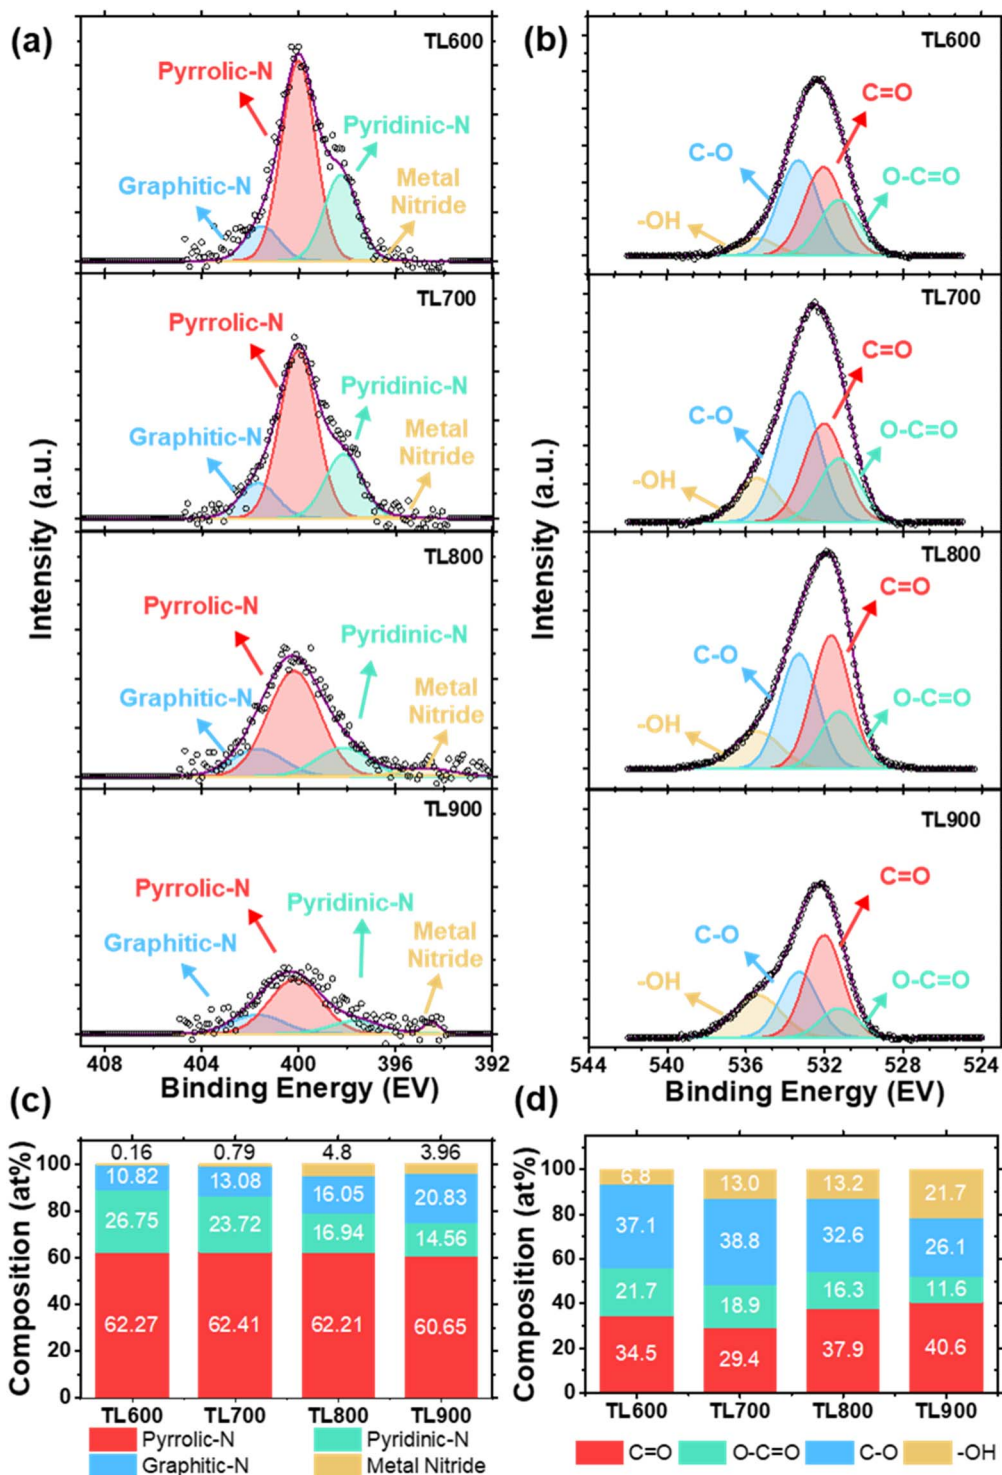 (a)
TL600
Pyrrolic-N
Pyridinic-N
Graphitic-N
Metal
Nitride
TL700
Pyrrolic-N
Pyridinic-N
Graphitic-N
Metal
Nitride
TL800
Pyrrolic-N
Pyridinic-N
Graphitic-N
Metal
Nitride
TL900
Pyrrolic-N
Pyridinic-N
Graphitic-N
Metal
Nitride
Intensity (a.u.)
408 404 400 396 392
Binding Energy (EV)
(b)
TL600
C=O
C-O
O-C=O
-OH
TL700
C=O
C-O
O-C=O
-OH
TL800
C=O
C-O
O-C=O
-OH
TL900
C=O
C-O
O-C=O
-OH
Intensity (a.u.)
544 540 536 532 528 524
Binding Energy (EV)
(c)
Composition (at%)
100
80
60
40
20
0
0.16 0.79 4.8 3.96
10.82 13.08 16.05 20.83
26.75 23.72 16.94 14.56
62.27 62.41 62.21 60.65
TL600 TL700 TL800 TL900
Pyrrolic-N Pyridinic-N
Graphitic-N Metal Nitride
(d)
Composition (at%)
100
80
60
40
20
0
6.8 13.0 13.2 21.7
37.1 38.8 32.6 26.1
21.7 18.9 16.3 11.6
34.5 29.4 37.9 40.6
TL600 TL700 TL800 TL900
C=O O-C=O C-O -OH